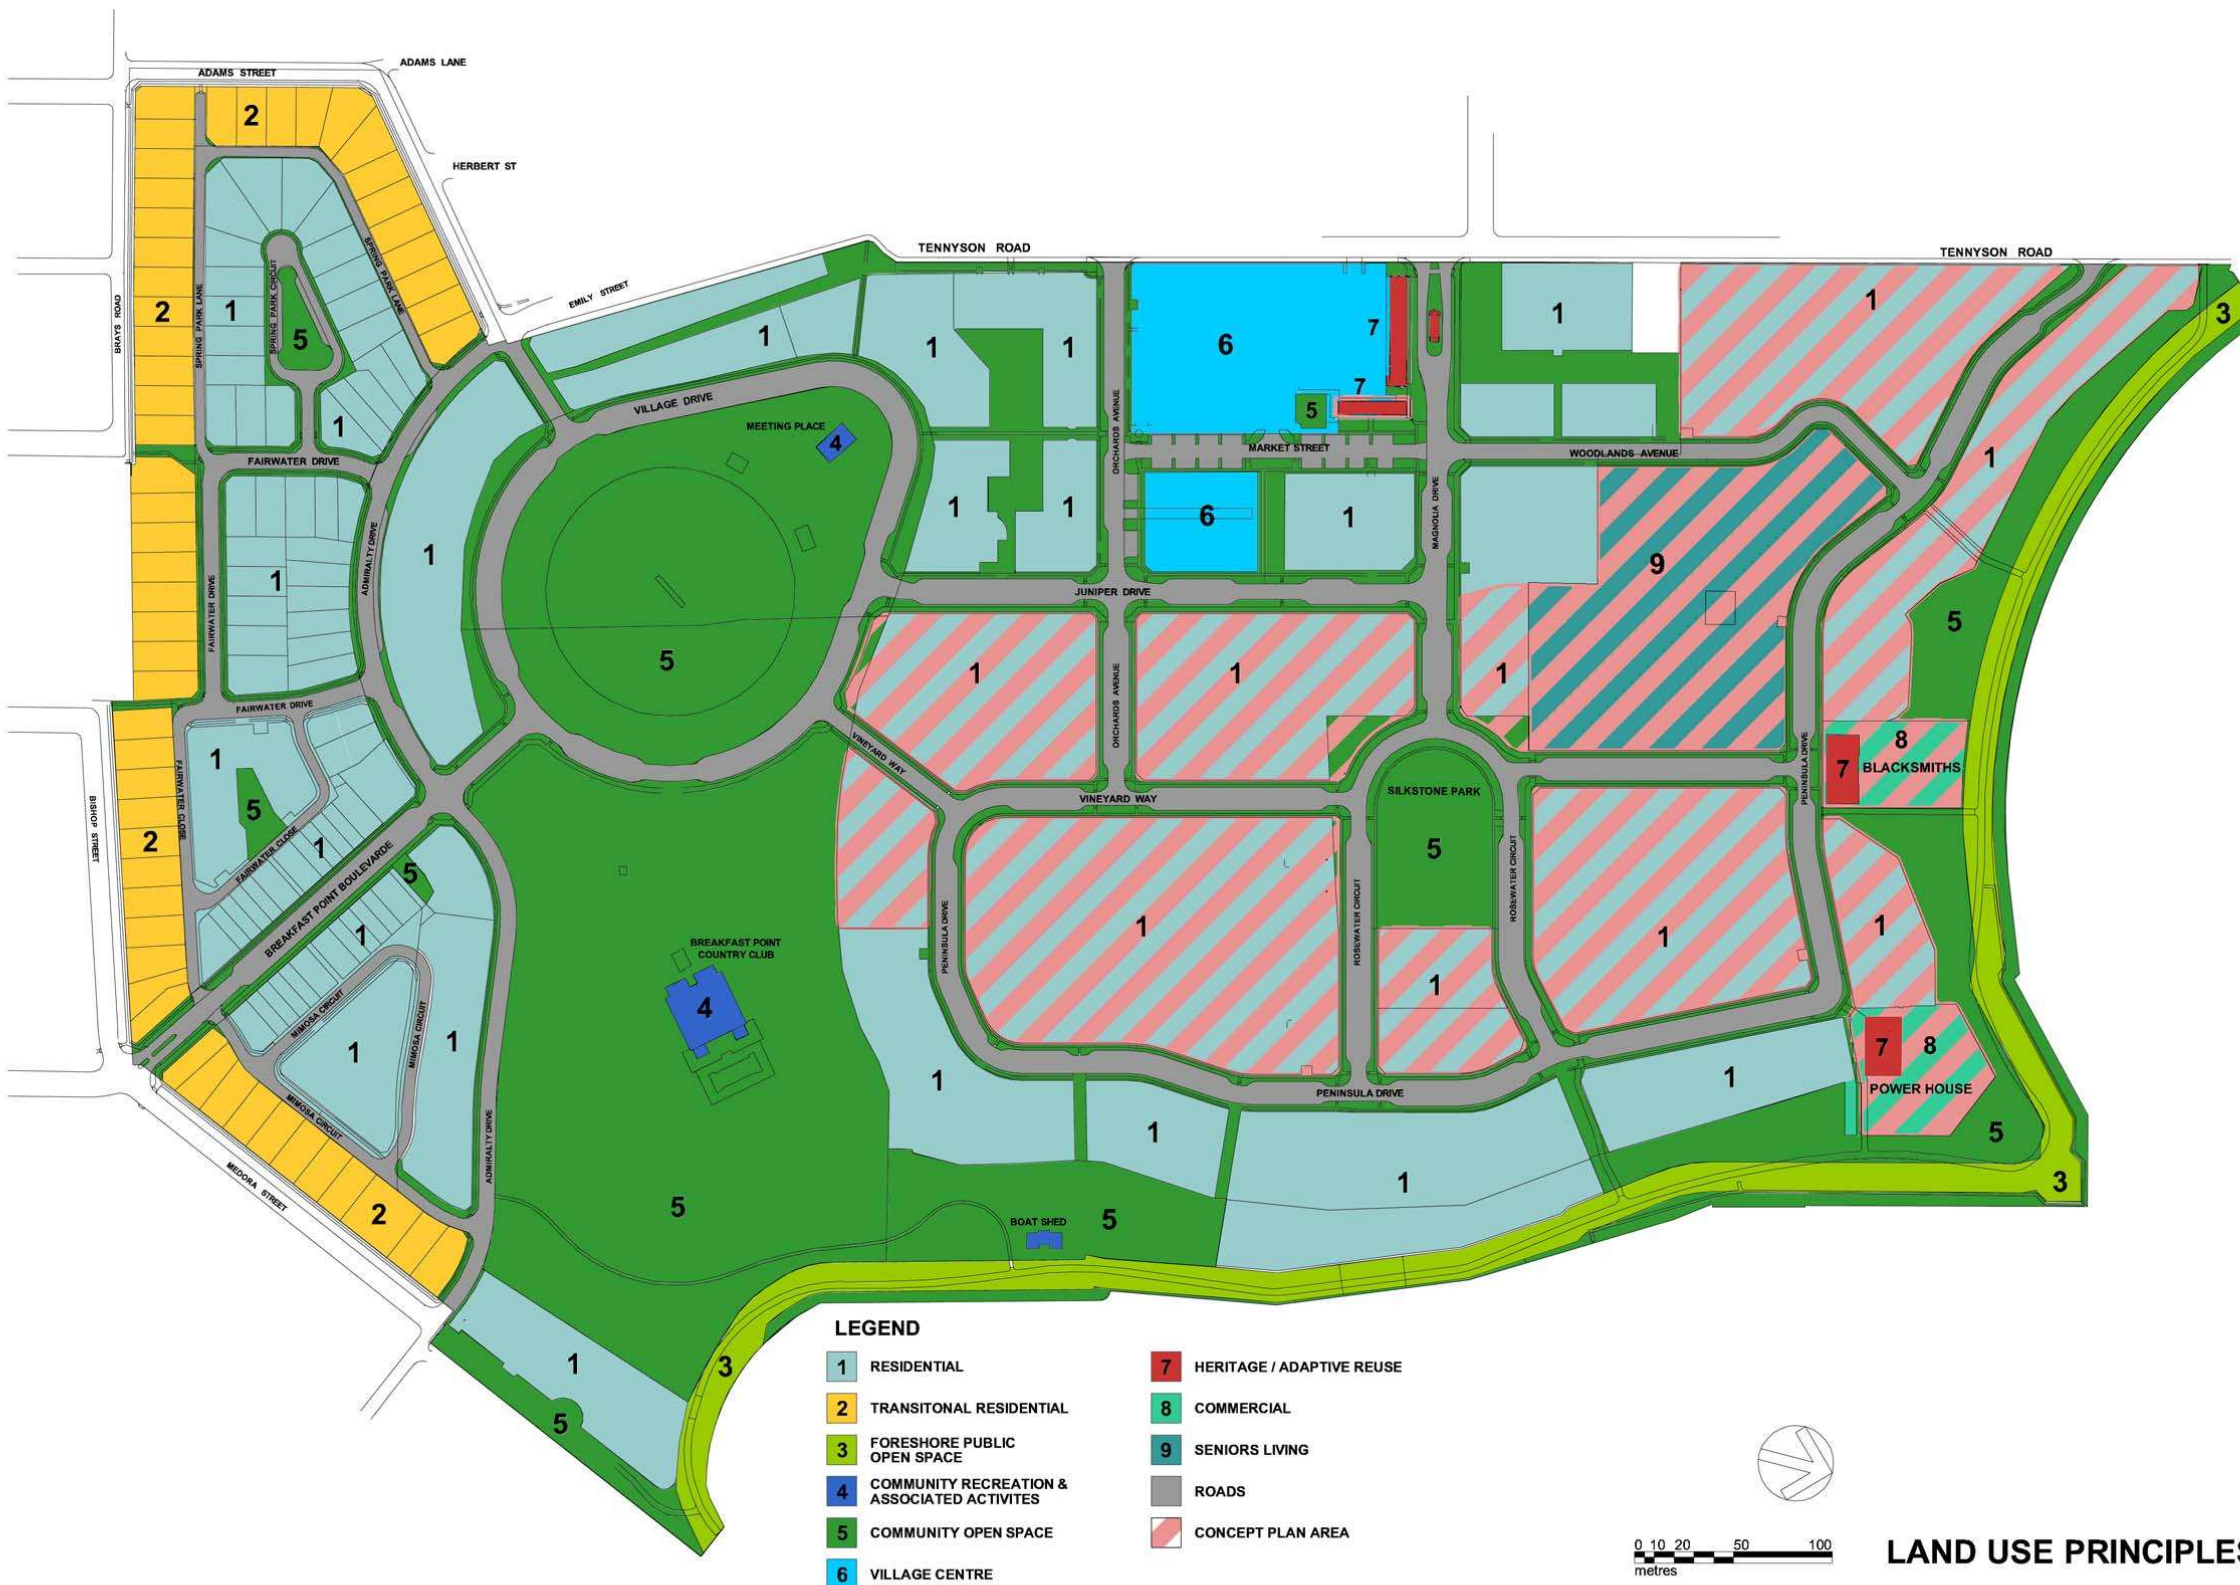 ADAMS LANE
ADAMS STREET
2
HERBERT ST
TENNYSON ROAD
TENNYSON ROAD
EMILY STREET
BRAYS ROAD
2
SPRING PARK LANE
1
SPRING PARK CIRCUIT
5
SPRING PARK LANE
1
1
1
1
6
7
7
5
1
1
3
VILLAGE DRIVE
MEETING PLACE
4
ORCHARDS AVENUE
MARKET STREET
WOODLANDS AVENUE
1
FAIRWATER DRIVE
1
1
1
6
1
MAGNOLIA DRIVE
9
FAIRWATER DRIVE
1
ADMIRALTY DRIVE
JUNIPER DRIVE
5
5
1
ORCHARDS AVENUE
1
1
FAIRWATER DRIVE
BISHOP STREET
2
FAIRWATER CLOSE
1
5
FAIRWATER CLOSE
1
BREAKFAST POINT BOULEVARDE
5
1
VINEYARD WAY
VINEYARD WAY
SILKSTONE PARK
5
PENINSULA DRIVE
8
7
BLACKSMITHS
BREAKFAST POINT
COUNTRY CLUB
4
PENINSULA DRIVE
1
ROSEWATER CIRCUIT
1
ROSEWATER CIRCUIT
1
1
MIMOSA CIRCUIT
1
MIMOSA CIRCUIT
1
MIMOSA CIRCUIT
ADMIRALTY DRIVE
MEDORA STREET
2
7
8
POWER HOUSE
1
1
1
1
PENINSULA DRIVE
5
3
5
BOAT SHED
5
1
5
3
LEGEND
1 RESIDENTIAL
2 TRANSITONAL RESIDENTIAL
3 FORESHORE PUBLIC
OPEN SPACE
4 COMMUNITY RECREATION &
ASSOCIATED ACTIVITES
5 COMMUNITY OPEN SPACE
6 VILLAGE CENTRE
7 HERITAGE / ADAPTIVE REUSE
8 COMMERCIAL
9 SENIORS LIVING
ROADS
CONCEPT PLAN AREA
0 10 20 50 100
metres
LAND USE PRINCIPLES